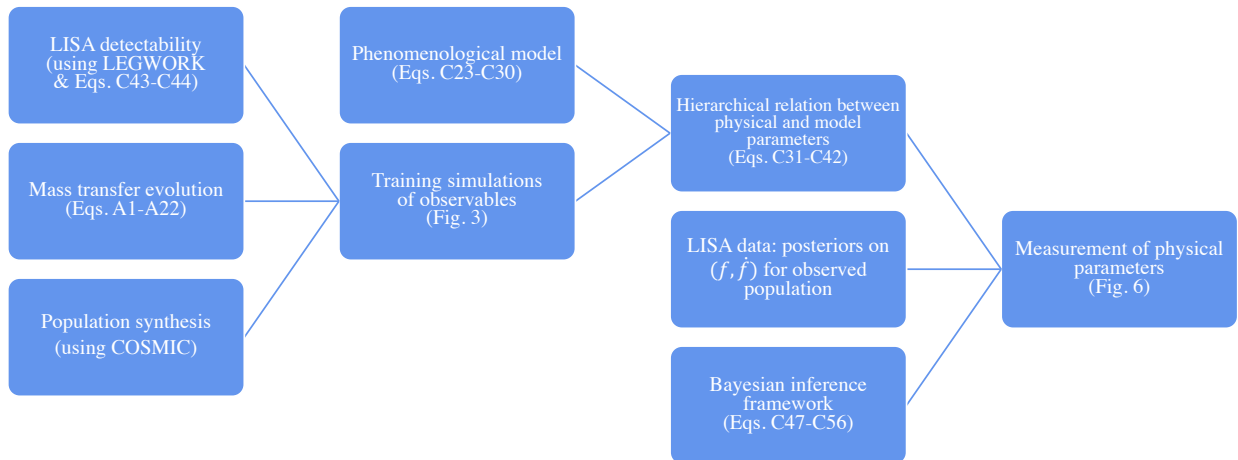 LISA detectability
(using LEGWORK
& Eqs. C43-C44)
Mass transfer evolution
(Eqs. A1-A22)
Population synthesis
(using COSMIC)
Phenomenological model
(Eqs. C23-C30)
Training simulations
of observables
(Fig. 3)
Hierarchical relation between
physical and model
parameters
(Eqs. C31-C42)
LISA data: posteriors on
(f, ḟ) for observed
population
Bayesian inference
framework
(Eqs. C47-C56)
Measurement of physical
parameters
(Fig. 6)